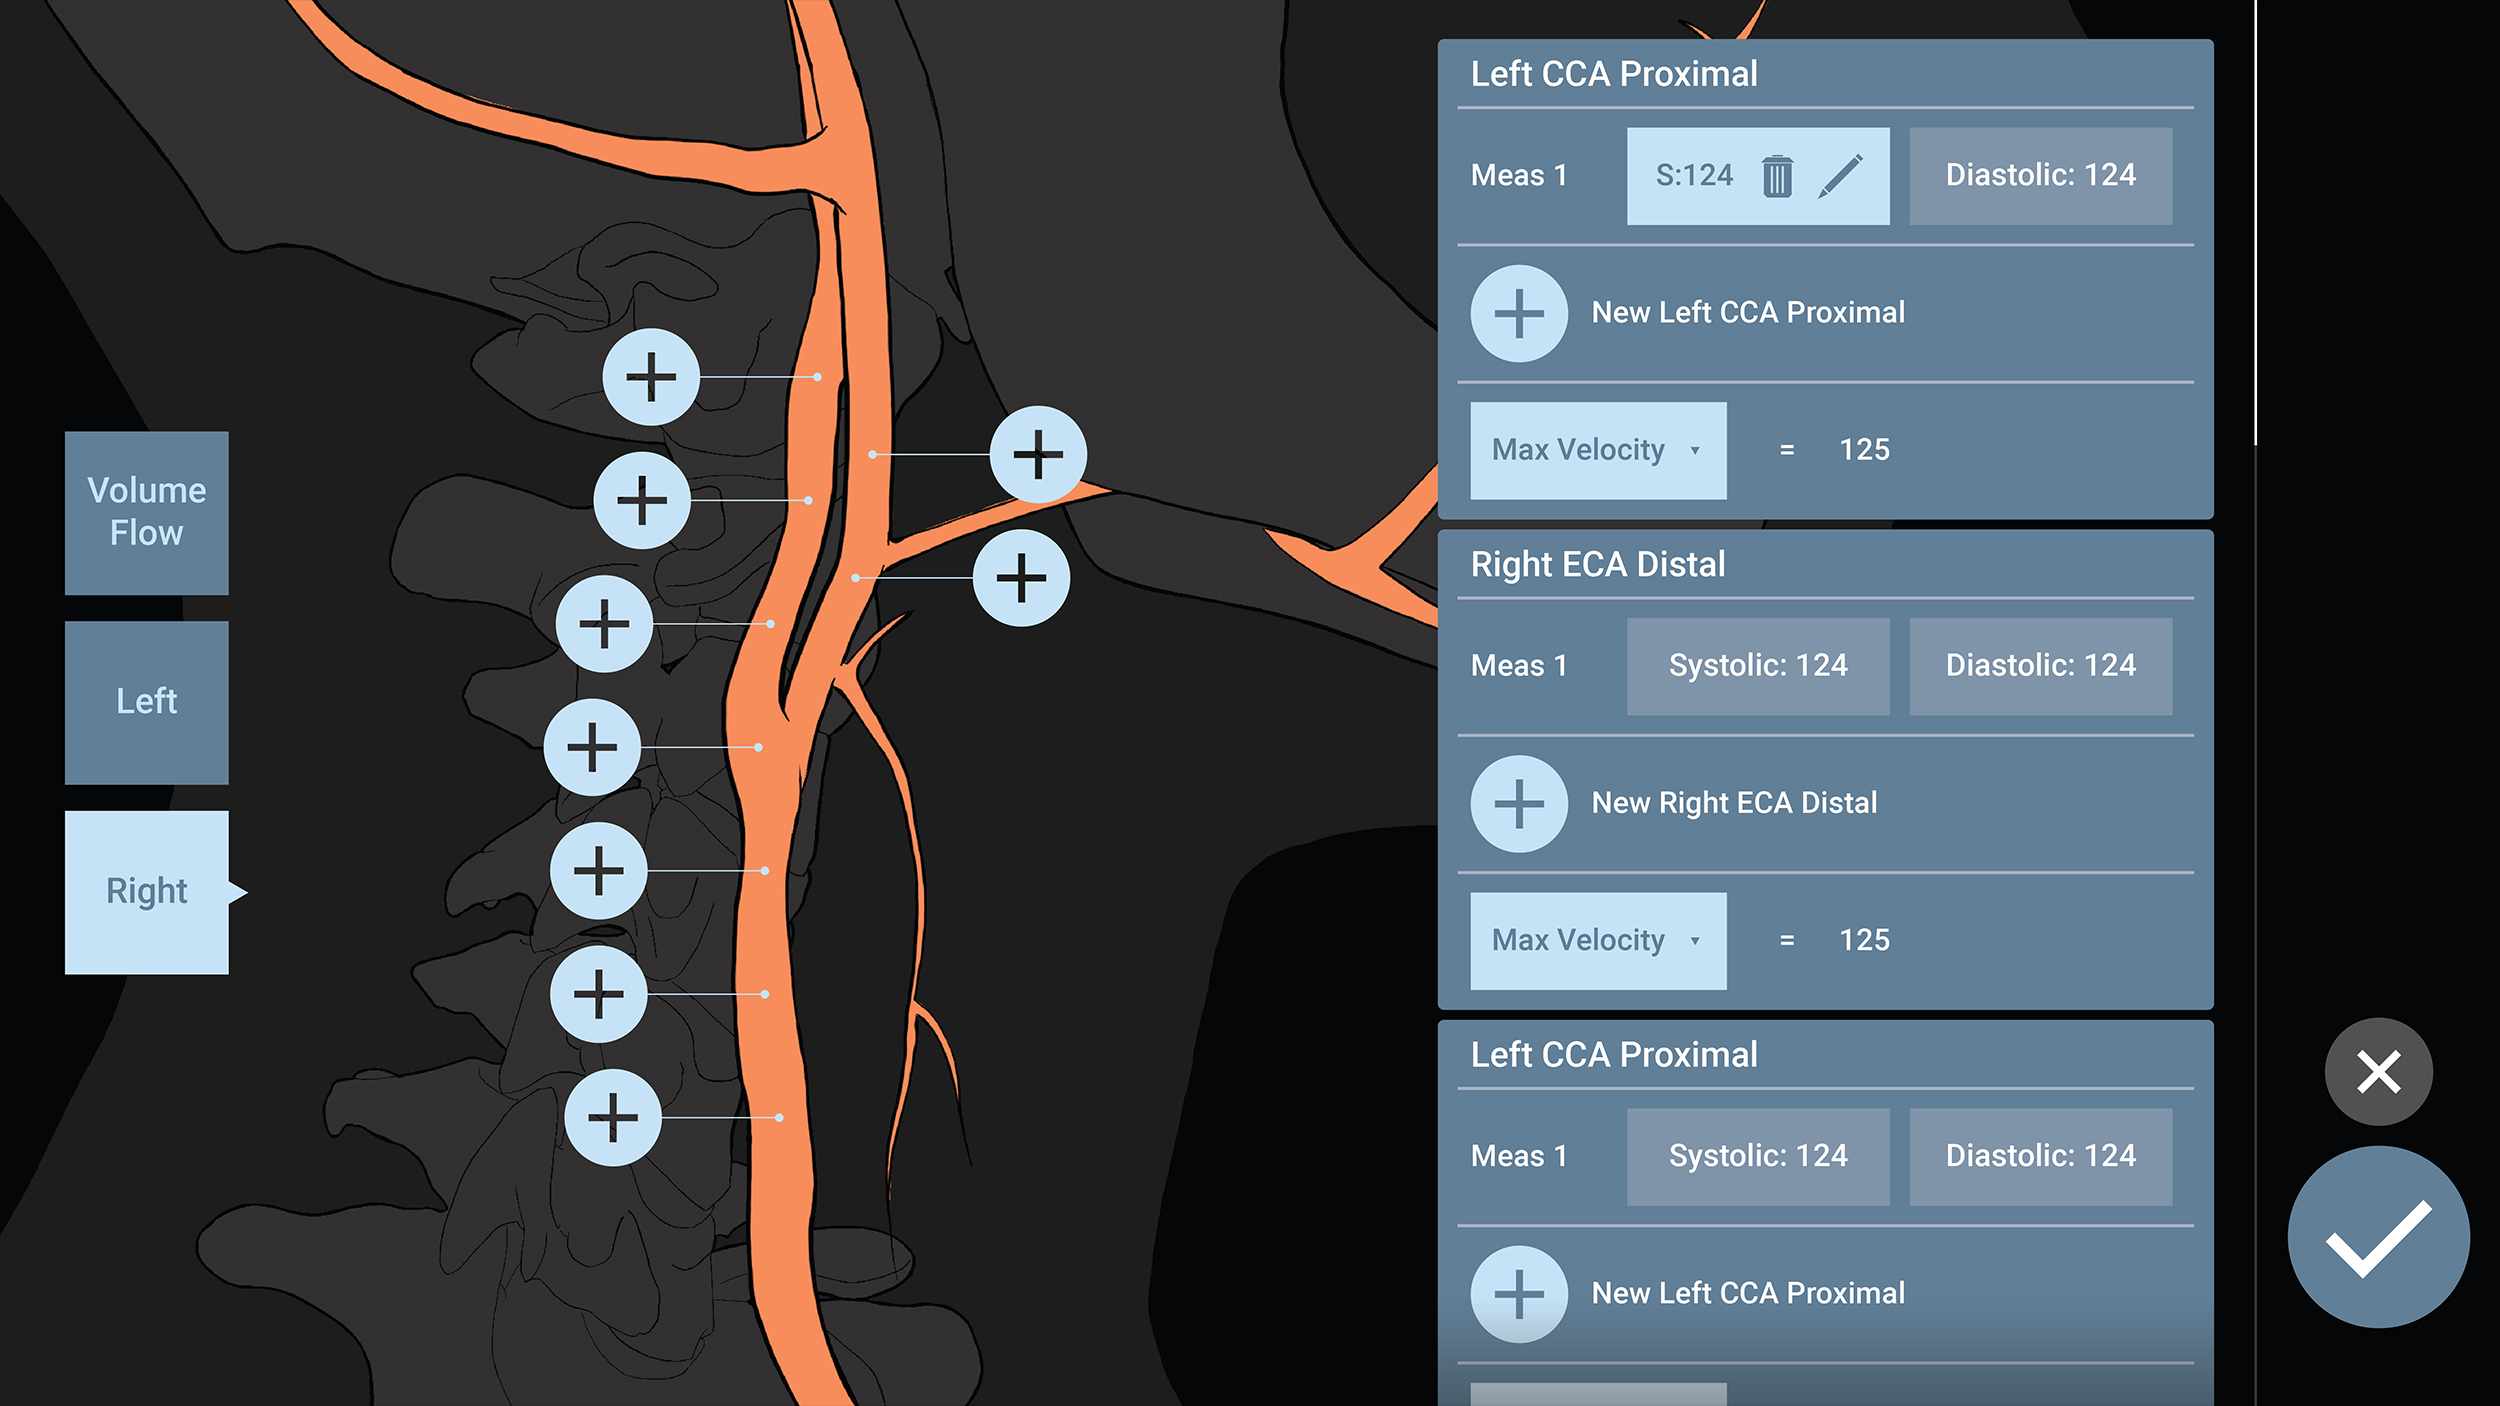 Volume
Flow
Left
Right
Left CCA Proximal
Meas 1 S:124 Diastolic: 124
New Left CCA Proximal
Max Velocity = 125
Right ECA Distal
Meas 1 Systolic: 124 Diastolic: 124
New Right ECA Distal
Max Velocity = 125
Left CCA Proximal
Meas 1 Systolic: 124 Diastolic: 124
New Left CCA Proximal